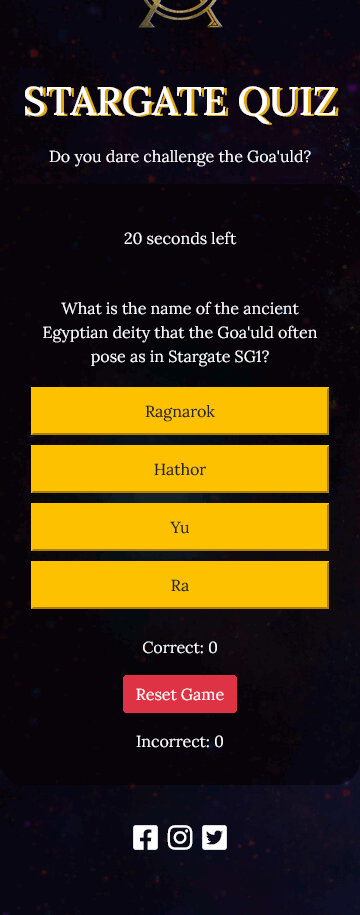 STARGATE QUIZ
Do you dare challenge the Goa'uld?
20 seconds left
What is the name of the ancient
Egyptian deity that the Goa'uld often
pose as in Stargate SG1?
Ragnarok
Hathor
Yu
Ra
Correct: 0
Reset Game
Incorrect: 0